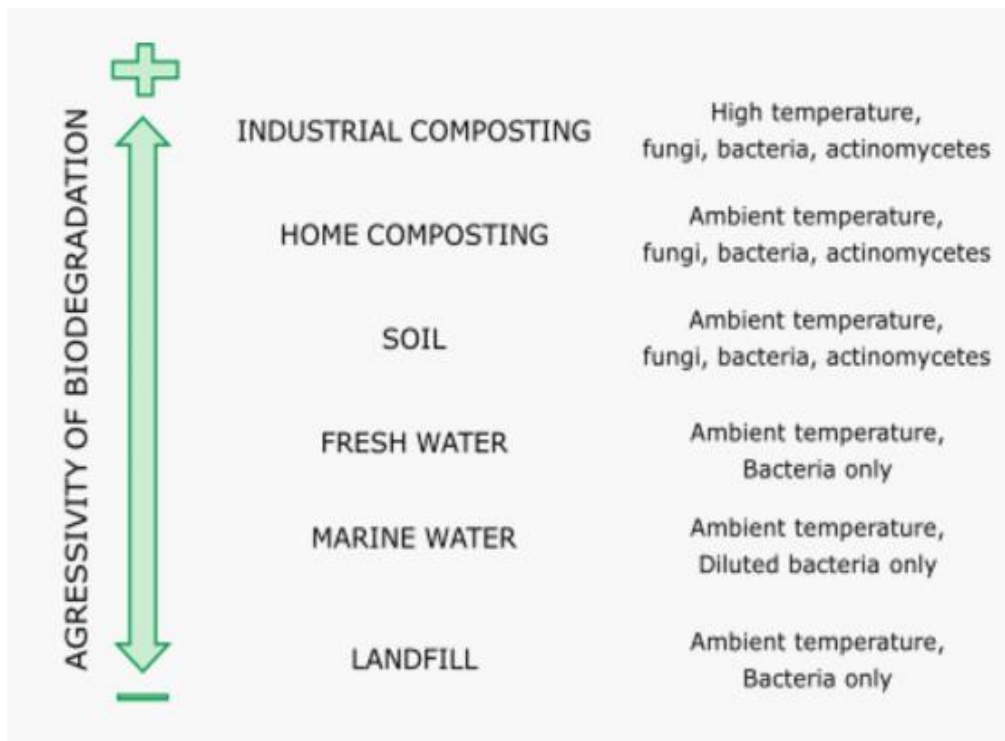 AGRESSIVITY OF BIODEGRADATION
INDUSTRIAL COMPOSTING
High temperature,
fungi, bacteria, actinomycetes
HOME COMPOSTING
Ambient temperature,
fungi, bacteria, actinomycetes
SOIL
Ambient temperature,
fungi, bacteria, actinomycetes
FRESH WATER
Ambient temperature,
Bacteria only
MARINE WATER
Ambient temperature,
Diluted bacteria only
LANDFILL
Ambient temperature,
Bacteria only